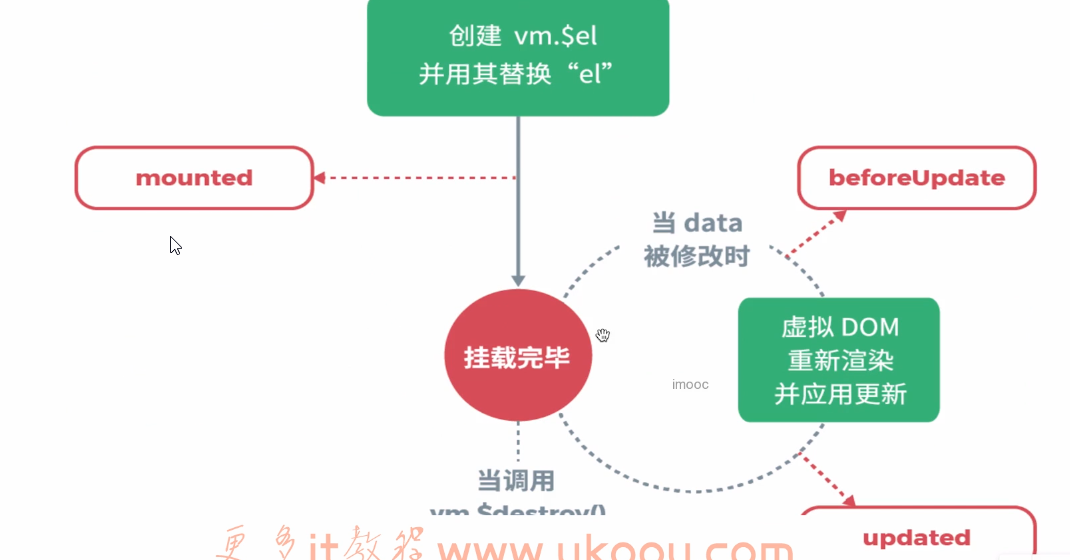 创建 vm.$el
并用其替换“el”
mounted
beforeUpdate
当 data
被修改时
虚拟 DOM
重新渲染
并应用更新
挂载完毕
imooc
当调用
vm.$destroy()
updated
更多it教程 www.ukoou.com